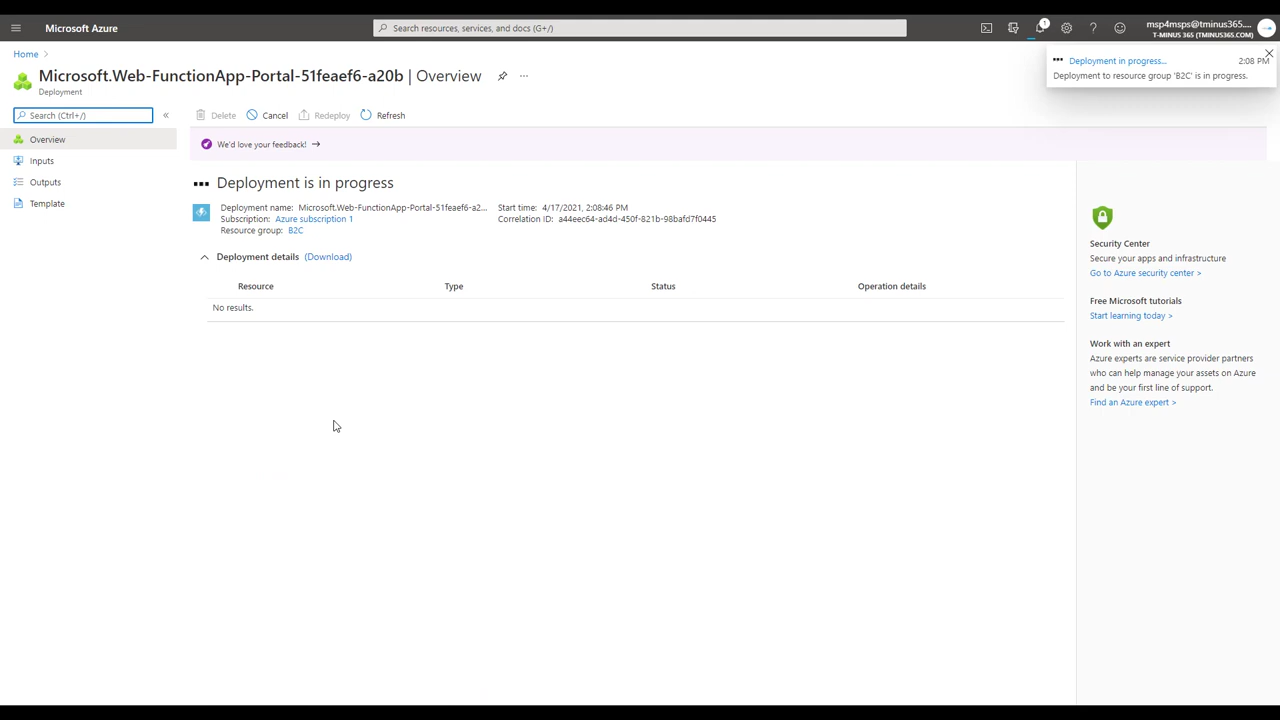 Microsoft Azure
Search resources, services, and docs (G+/)
1
msp4msps@tminus365....
T-MINUS 365 (TMINUS365.COM)
Home
Deployment in progress...
2:08 PM
Deployment to resource group 'B2C' is in progress.
Microsoft.Web-FunctionApp-Portal-51feaef6-a20b | Overview
Deployment
Search (Ctrl+/)
Delete
Cancel
Redeploy
Refresh
Overview
Inputs
Outputs
Template
We'd love your feedback!
Deployment is in progress
Deployment name: Microsoft.Web-FunctionApp-Portal-51feaef6-a2...
Subscription: Azure subscription 1
Resource group: B2C
Start time: 4/17/2021, 2:08:46 PM
Correlation ID: a44eec64-ad4d-450f-821b-98bafd7f0445
Deployment details (Download)
Resource Type Status Operation details
No results.
Security Center
Secure your apps and infrastructure
Go to Azure security center >
Free Microsoft tutorials
Start learning today >
Work with an expert
Azure experts are service provider partners
who can help manage your assets on Azure
and be your first line of support.
Find an Azure expert >